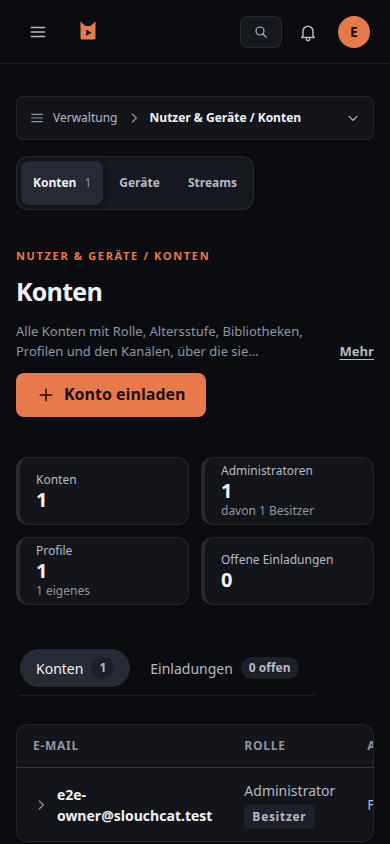 E
Verwaltung > Nutzer & Geräte / Konten
Konten 1 Geräte Streams
NUTZER & GERÄTE / KONTEN
Konten
Alle Konten mit Rolle, Altersstufe, Bibliotheken,
Profilen und den Kanälen, über die sie… Mehr
+ Konto einladen
Konten
1
Administratoren
1
davon 1 Besitzer
Profile
1
1 eigenes
Offene Einladungen
0
Konten 1 Einladungen 0 offen
E-MAIL ROLLE
e2e-
owner@slouchcat.test
Administrator
Besitzer